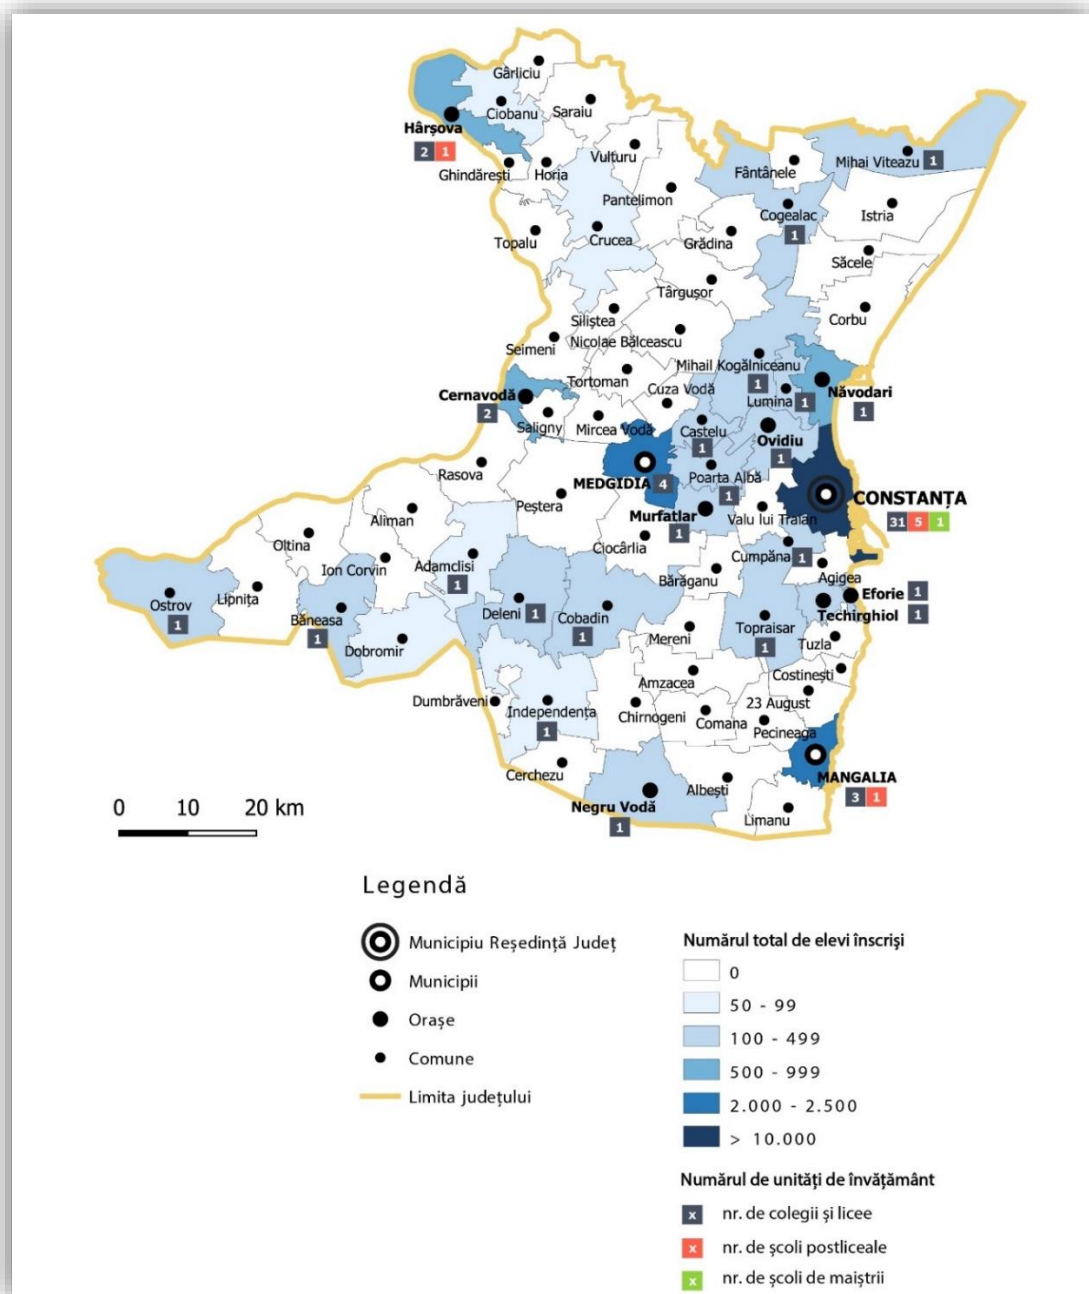 Gârliciu
Ciobanu
Saraiu
Hârșova
2 1
Ghindărești
Horia
Vulturu
Pantelimon
Fântânele
Mihai Viteazu 1
Cogealac
1
Istria
Topalu
Crucea
Grădina
Săcele
Târgușor
Corbu
Siliștea
Nicolae Bălcescu
Seimeni
Mihail Kogălniceanu
1
Tortoman
Cuza Vodă
Lumina 1
Năvodari
1
Cernavodă
2
Saligny
Mircea Vodă
Castelu
1
Ovidiu
1
Rasova
MEDGIDIA 4
Poarta Albă
1
Peștera
CONSTANȚA
31 5 1
Murfatlar
1
Valu lui Traian
Aliman
Oltina
Ciocârlia
Cumpăna 1
Ion Corvin
Adamclisi
1
Bărăganu
Agigea
Eforie 1
Techirghiol 1
Ostrov
1
Lipnița
Băneasa
1
Deleni 1
Cobadin
1
Topraisar
1
Mereni
Tuzla
Dobromir
Costinești
Amzacea
23 August
Dumbrăveni
Independența
1
Chirnogeni
Comana
Pecineaga
Cerchezu
MANGALIA
3 1
Negru Vodă
1
Albești
Limanu
0 10 20 km
Legendă
Municipiu Reședință Județ
Municipii
Orașe
Comune
Limita județului
Numărul total de elevi înscriși
0
50 - 99
100 - 499
500 - 999
2.000 - 2.500
> 10.000
Numărul de unități de învățământ
x nr. de colegii și licee
x nr. de școli postliceale
x nr. de școli de maiștrii